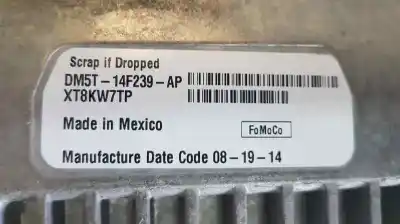 Scrap if Dropped
DM5T-14F239-AP
XT8KW7TP
Made in Mexico FoMoCo
Manufacture Date Code 08-19-14